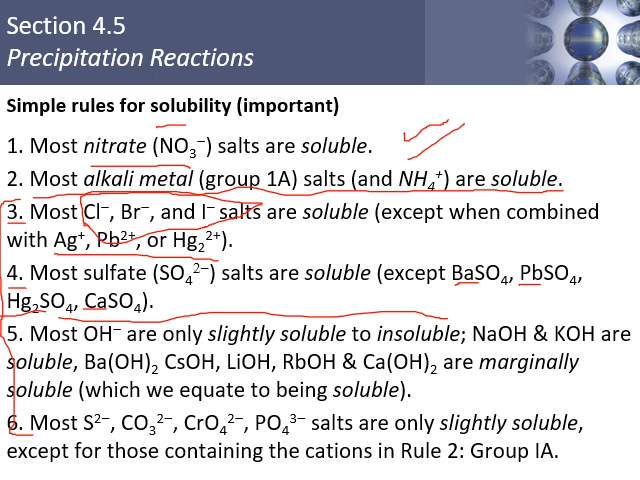 Section 4.5
Precipitation Reactions
Simple rules for solubility (important)
1. Most nitrate (NO₃⁻) salts are soluble.
2. Most alkali metal (group 1A) salts (and NH₄⁺) are soluble.
3. Most Cl⁻, Br⁻, and I⁻ salts are soluble (except when combined
with Ag⁺, Pb²⁺, or Hg₂²⁺).
4. Most sulfate (SO₄²⁻) salts are soluble (except BaSO₄, PbSO₄,
Hg₂SO₄, CaSO₄).
5. Most OH⁻ are only slightly soluble to insoluble; NaOH & KOH are
soluble, Ba(OH)₂ CsOH, LiOH, RbOH & Ca(OH)₂ are marginally
soluble (which we equate to being soluble).
6. Most S²⁻, CO₃²⁻, CrO₄²⁻, PO₄³⁻ salts are only slightly soluble,
except for those containing the cations in Rule 2: Group IA.